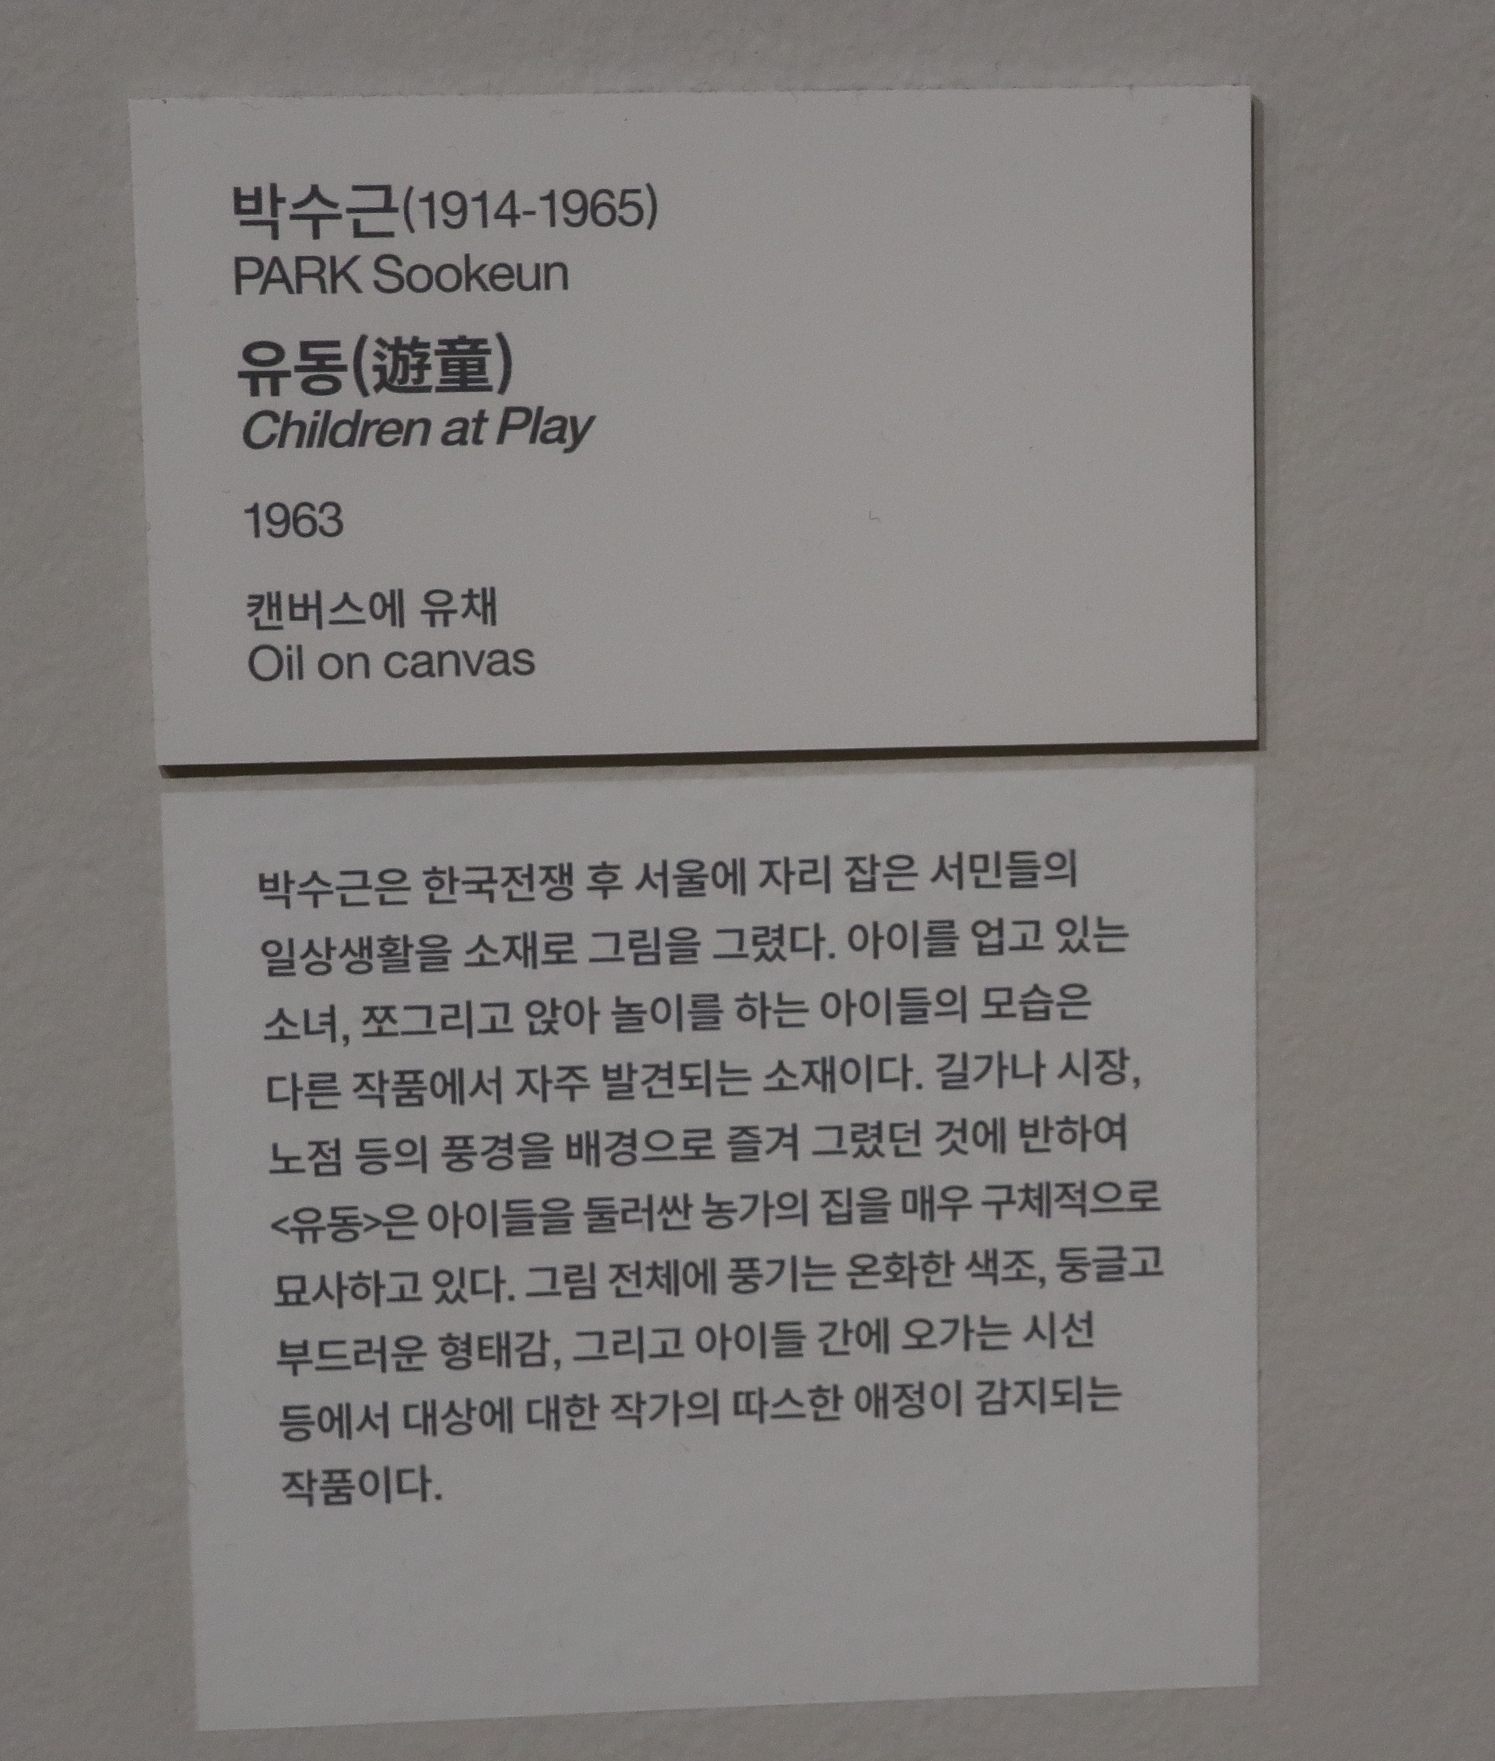 박수근(1914-1965)
PARK Sookeun
유동(遊童)
Children at Play
1963
캔버스에 유채
Oil on canvas
박수근은 한국전쟁 후 서울에 자리 잡은 서민들의
일상생활을 소재로 그림을 그렸다. 아이를 업고 있는
소녀, 쪼그리고 앉아 놀이를 하는 아이들의 모습은
다른 작품에서 자주 발견되는 소재이다. 길가나 시장,
노점 등의 풍경을 배경으로 즐겨 그렸던 것에 반하여
<유동>은 아이들을 둘러싼 농가의 집을 매우 구체적으로
묘사하고 있다. 그림 전체에 풍기는 온화한 색조, 둥글고
부드러운 형태감, 그리고 아이들 간에 오가는 시선
등에서 대상에 대한 작가의 따스한 애정이 감지되는
작품이다.